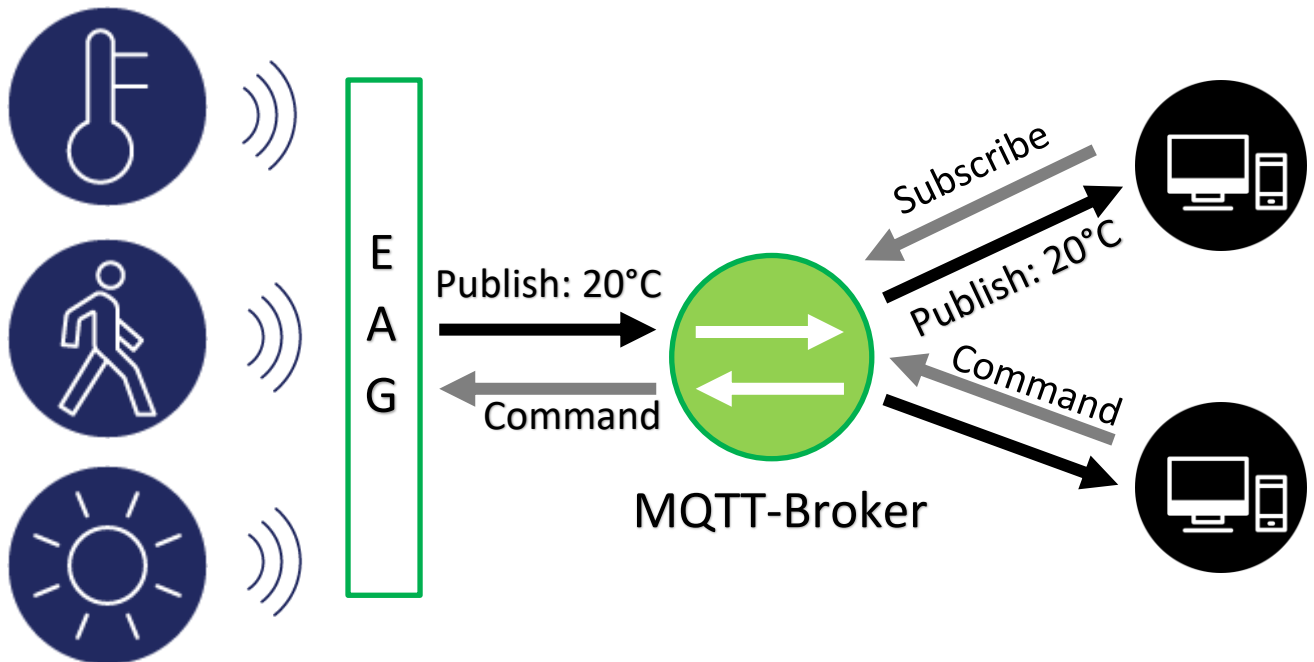 E
A
G
Publish: 20°C
Command
MQTT-Broker
Subscribe
Publish: 20°C
Command